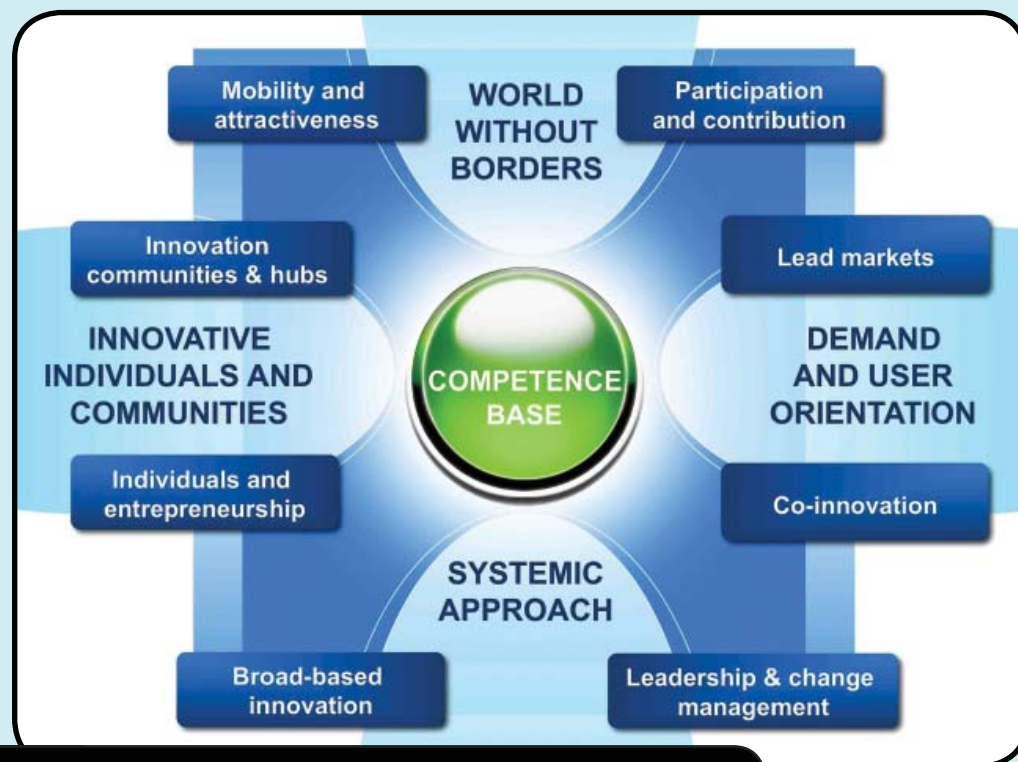 Mobility and
attractiveness
WORLD
WITHOUT
BORDERS
Participation
and contribution
Innovation
communities & hubs
Lead markets
INNOVATIVE
INDIVIDUALS AND
COMMUNITIES
COMPETENCE
BASE
DEMAND
AND USER
ORIENTATION
Individuals and
entrepreneurship
Co-innovation
SYSTEMIC
APPROACH
Broad-based
innovation
Leadership & change
management